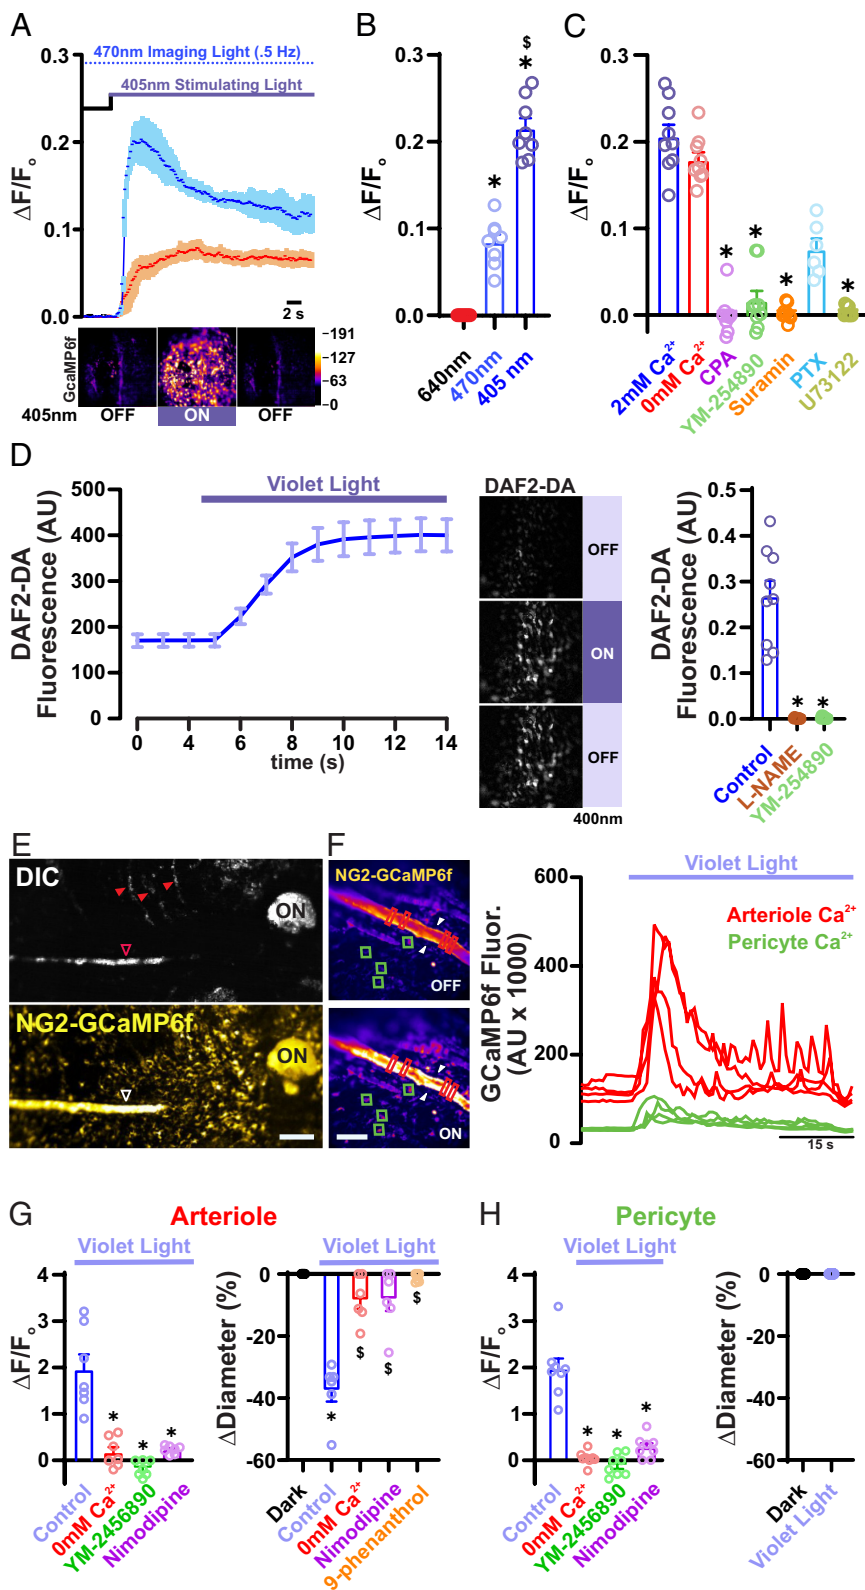 A
470nm Imaging Light (.5 Hz)
405nm Stimulating Light
0.3
0.2
0.1
0.0
ΔF/Fo
2 s
GcaMP6f
191
127
63
0
405nm
OFF
ON
OFF
B
0.3
0.2
0.1
0.0
ΔF/Fo
*
$
*
640nm
470nm
405 nm
C
0.3
0.2
0.1
0.0
ΔF/Fo
*
*
*
*
2mM Ca2+
0mM Ca2+
CPA
YM-254890
Suramin
PTX
U73122
D
Violet Light
500
400
300
200
100
0
DAF2-DA
Fluorescence (AU)
0
2
4
6
8
10
12
14
time (s)
DAF2-DA
OFF
ON
OFF
400nm
0.5
0.4
0.3
0.2
0.1
0.0
DAF2-DA
Fluorescence (AU)
*
*
Control
L-NAME
YM-254890
E
DIC
ON
NG2-GCaMP6f
ON
F
NG2-GCaMP6f
OFF
ON
Violet Light
600
400
200
0
GCaMP6f Fluor.
(AU x 1000)
Arteriole Ca2+
Pericyte Ca2+
15 s
G
Arteriole
Violet Light
4
3
2
1
0
ΔF/Fo
*
*
*
Control
0mM Ca2+
YM-2456890
Nimodipine
Violet Light
0
-20
-40
-60
ΔDiameter (%)
*
$
$
$
Dark
Control
0mM Ca2+
Nimodipine
9-phenanthrol
H
Pericyte
Violet Light
4
3
2
1
0
ΔF/Fo
*
*
*
Control
0mM Ca2+
YM-2456890
Nimodipine
0
-20
-40
-60
ΔDiameter (%)
Dark
Violet Light